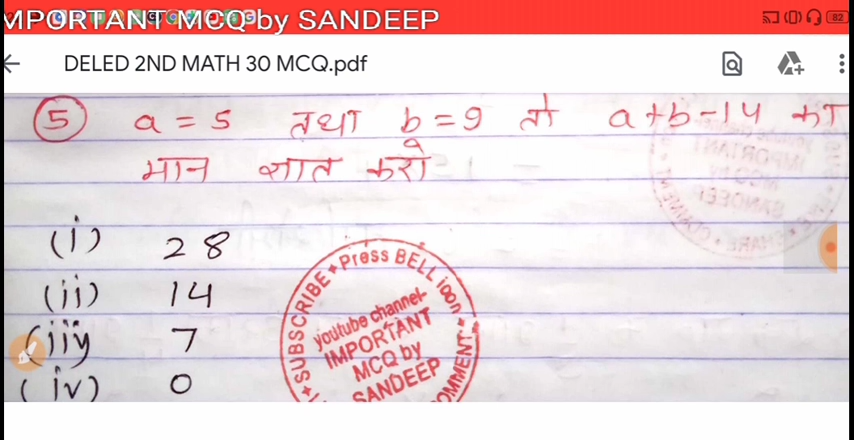 MPORTANT MCQ by SANDEEP
82
DELED 2ND MATH 30 MCQ.pdf
5 a = 5 तथा b = 9 तो a+b-14 का
मान ज्ञात करो
(i) 28
(ii) 14
(iii) 7
(iv) 0
SUBSCRIBE + Press BELL icon
youtube channel-
IMPORTANT
MCQ by
SANDEEP
COMMENT